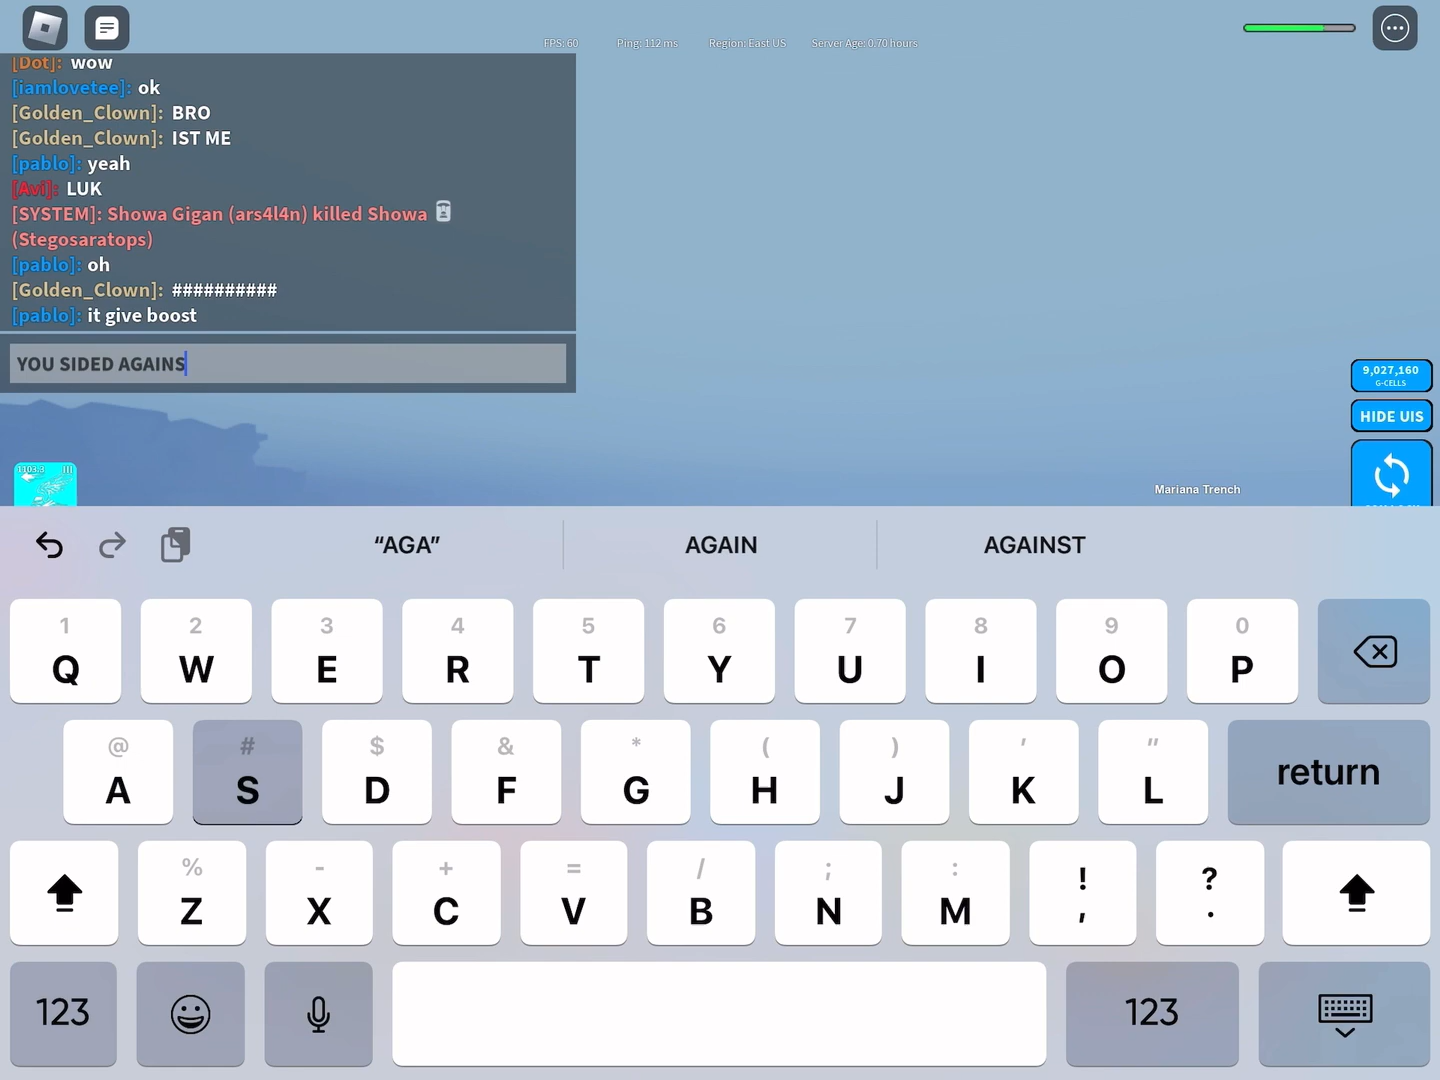 FPS: 60 Ping: 112 ms Region: East US Server Age: 0.70 hours
[Dot]: wow
[iamlovetee]: ok
[Golden_Clown]: BRO
[Golden_Clown]: IST ME
[pablo]: yeah
[Avi]: LUK
[SYSTEM]: Showa Gigan (ars4l4n) killed Showa
(Stegosaratops)
[pablo]: oh
[Golden_Clown]: ##########
[pablo]: it give boost
YOU SIDED AGAINS
9,027,160
G-CELLS
HIDE UIS
1103.3 III
Mariana Trench
“AGA” AGAIN AGAINST
1 2 3 4 5 6 7 8 9 0
Q W E R T Y U I O P
@ # $ & * ( ) ' "
A S D F G H J K L return
% - + = / ; : ! ?
Z X C V B N M , .
123 123